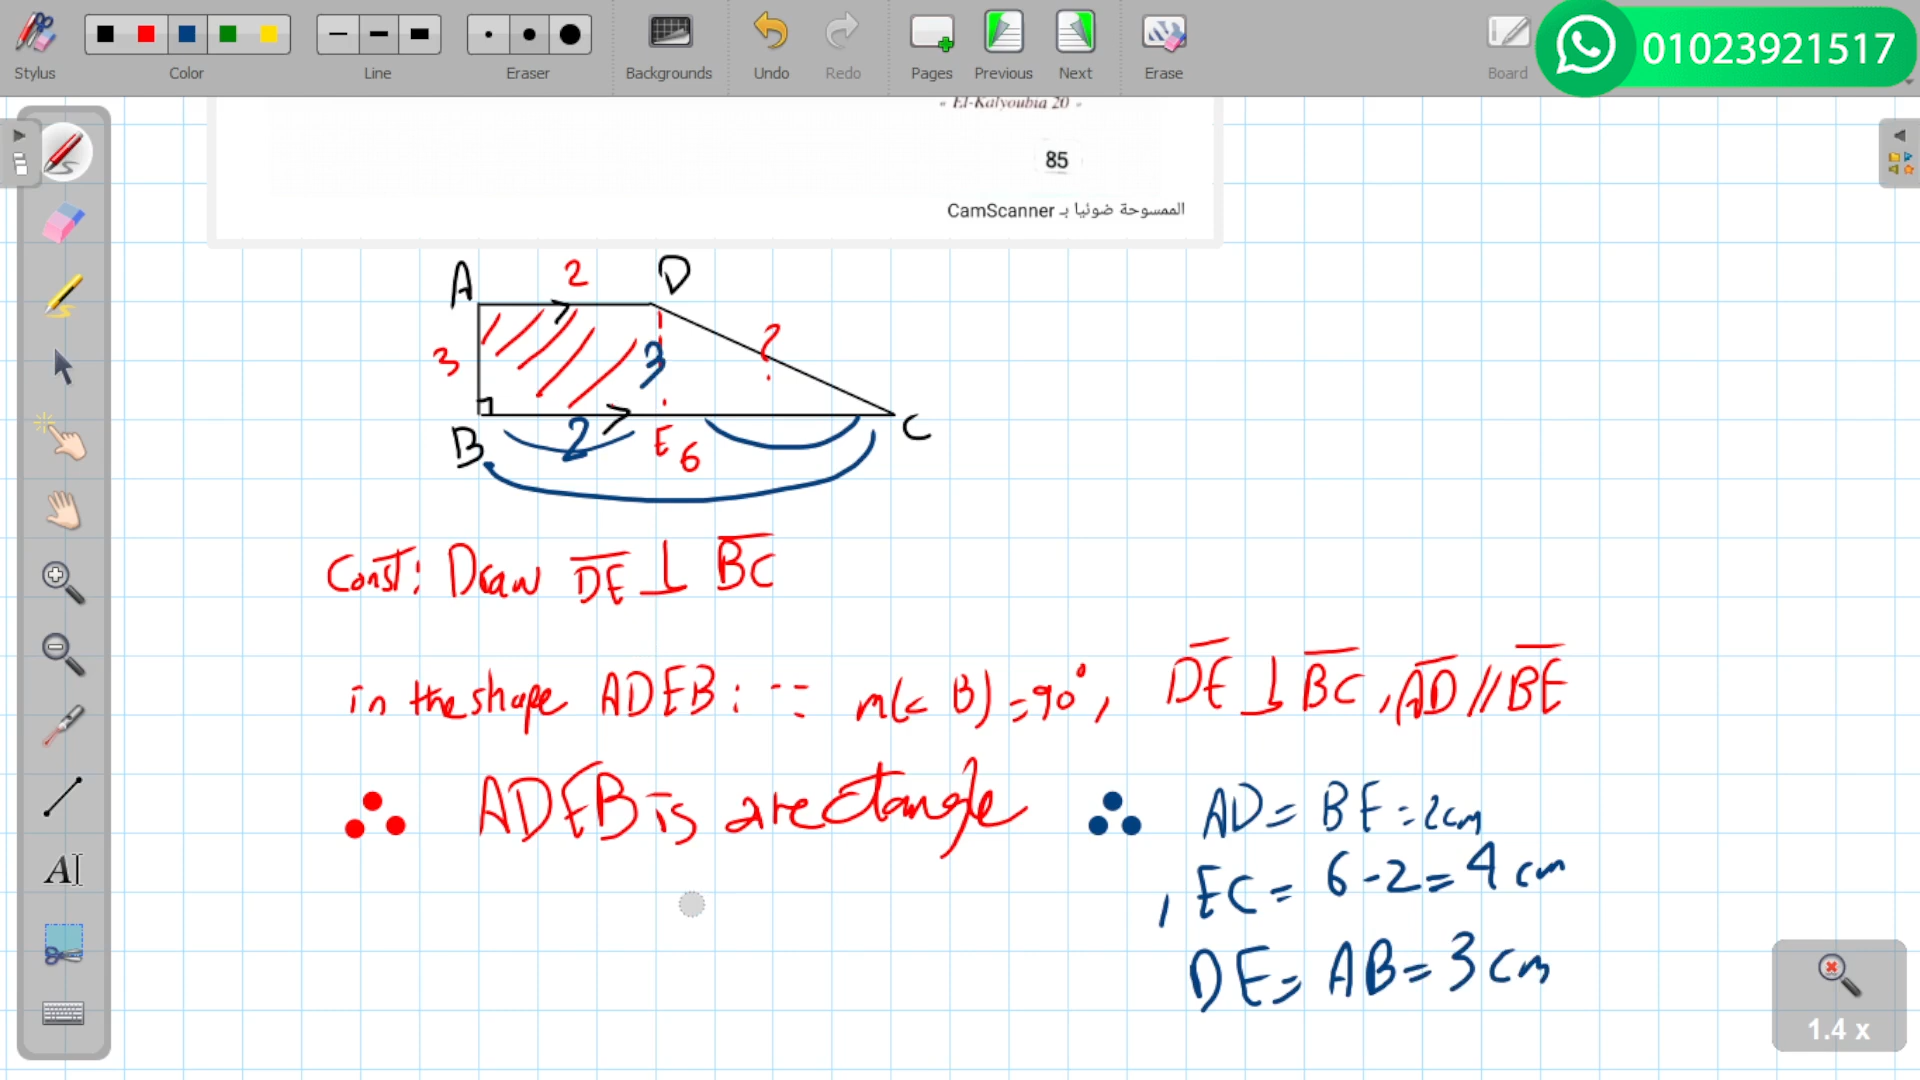 Stylus
Color
Line
Eraser
Backgrounds
Undo
Redo
Pages
Previous
Next
Erase
Board
01023921517
- El-Kalyoubia 20 -
85
الممسوحة ضوئيا بـ CamScanner
A
2
D
3
3
?
B
2
E
6
C
Const: Draw DE ⊥ BC
in the shape ADEB: ∵ m(< B) = 90°, DE ⊥ BC, AD // BE
∴ ADEB is a rectangle ∴ AD = BE = 2cm
, EC = 6 - 2 = 4 cm
DE = AB = 3 cm
1.4 x